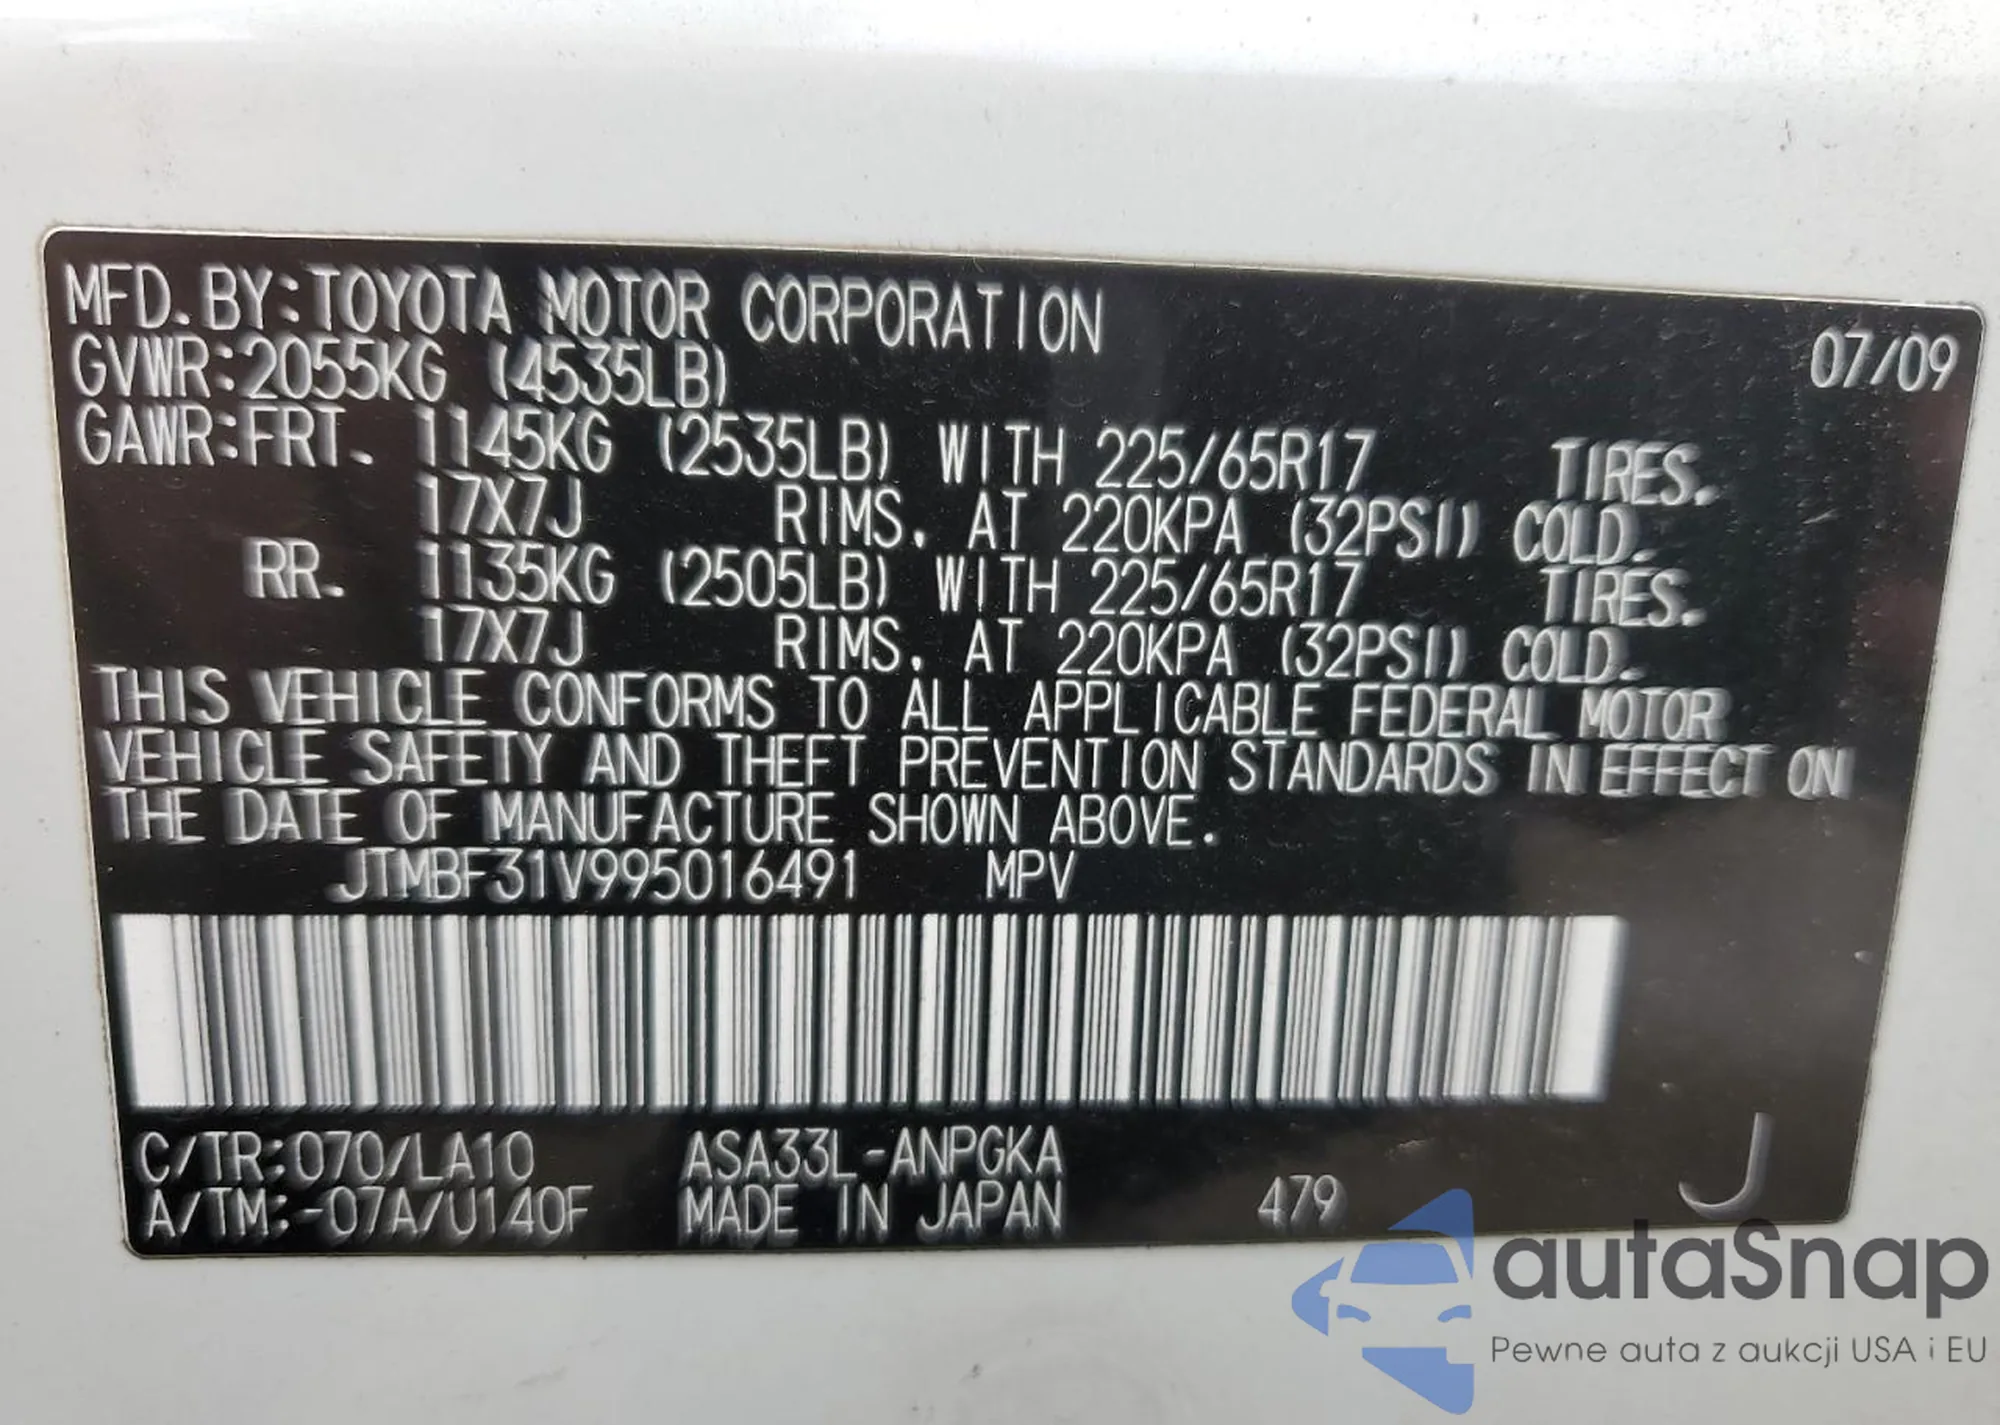 MFD. BY: TOYOTA MOTOR CORPORATION 07/09
GVWR: 2055KG (4535LB)
GAWR: FRT. 1145KG (2535LB) WITH 225/65R17 TIRES.
17X7J RIMS. AT 220KPA (32PSI) COLD.
RR. 1135KG (2505LB) WITH 225/65R17 TIRES.
17X7J RIMS. AT 220KPA (32PSI) COLD.
THIS VEHICLE CONFORMS TO ALL APPLICABLE FEDERAL MOTOR
VEHICLE SAFETY AND THEFT PREVENTION STANDARDS IN EFFECT ON
THE DATE OF MANUFACTURE SHOWN ABOVE.
JTMBF31V995016491 MPV
C/TR: 070/LA10 ASA33L-ANPGKA
A/TM: -07A/U140F MADE IN JAPAN 479 J
autaSnap
Pewne auta z aukcji USA i EU